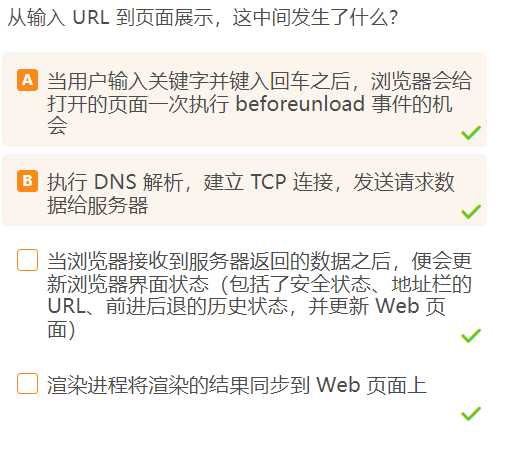 从输入 URL 到页面展示，这中间发生了什么？
A 当用户输入关键字并键入回车之后，浏览器会给
打开的页面一次执行 beforeunload 事件的机
会
B 执行 DNS 解析，建立 TCP 连接，发送请求数
据给服务器
当浏览器接收到服务器返回的数据之后，便会更
新浏览器界面状态（包括了安全状态、地址栏的
URL、前进后退的历史状态，并更新 Web 页
面）
渲染进程将渲染的结果同步到 Web 页面上